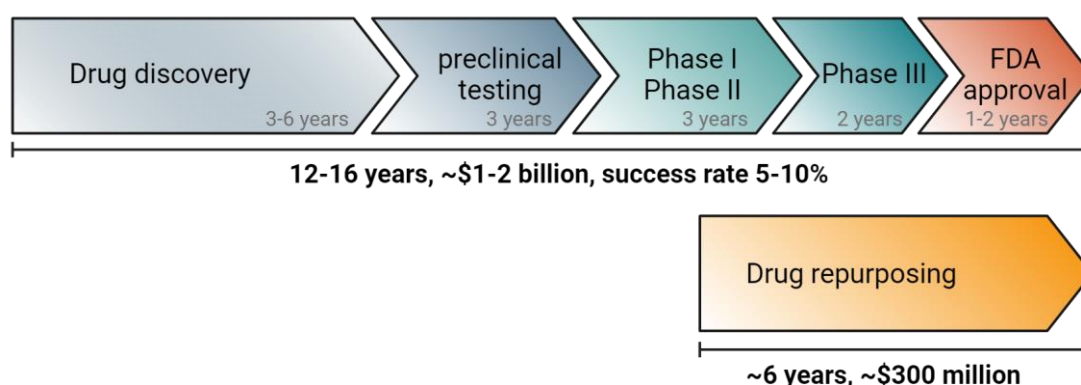 Drug discovery
3-6 years
preclinical
testing
3 years
Phase I
Phase II
3 years
Phase III
2 years
FDA
approval
1-2 years
12-16 years, ~$1-2 billion, success rate 5-10%
Drug repurposing
~6 years, ~$300 million